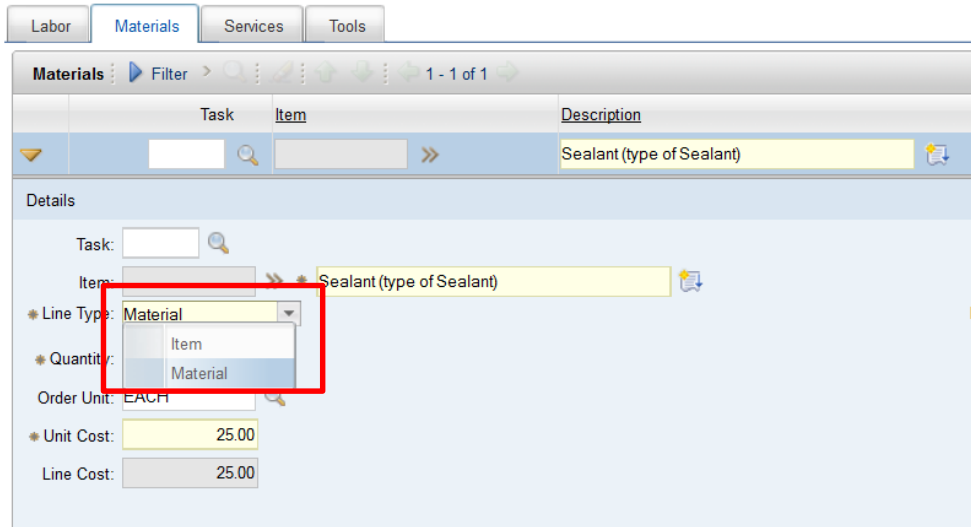 Labor Materials Services Tools
Materials Filter > 1 - 1 of 1
Task Item Description
Sealant (type of Sealant)
Details
Task:
Item: Sealant (type of Sealant)
Line Type: Material
Item
Quantity:
Material
Order Unit: EACH
Unit Cost: 25.00
Line Cost: 25.00